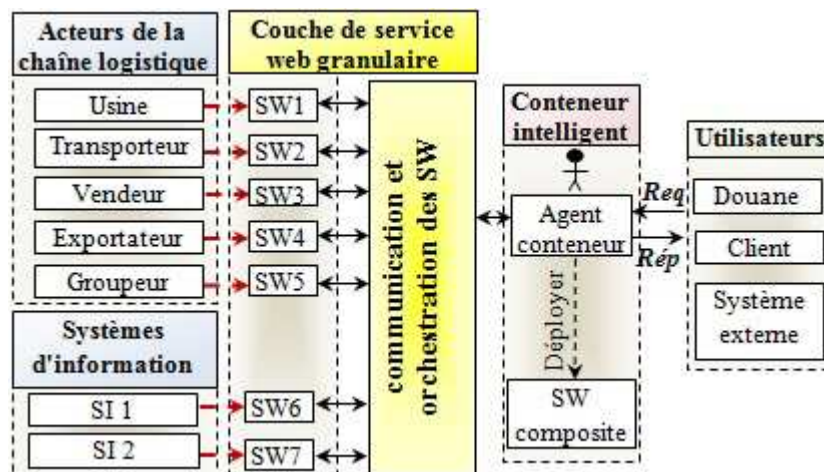 Acteurs de la
chaîne logistique
Usine
Transporteur
Vendeur
Exportateur
Groupeur
Systèmes
d'information
SI 1
SI 2
Couche de service
web granulaire
SW1
SW2
SW3
SW4
SW5
SW6
SW7
communication et
orchestration des SW
Conteneur
intelligent
Agent
conteneur
Déployer
SW
composite
Req
Rép
Utilisateurs
Douane
Client
Système
externe